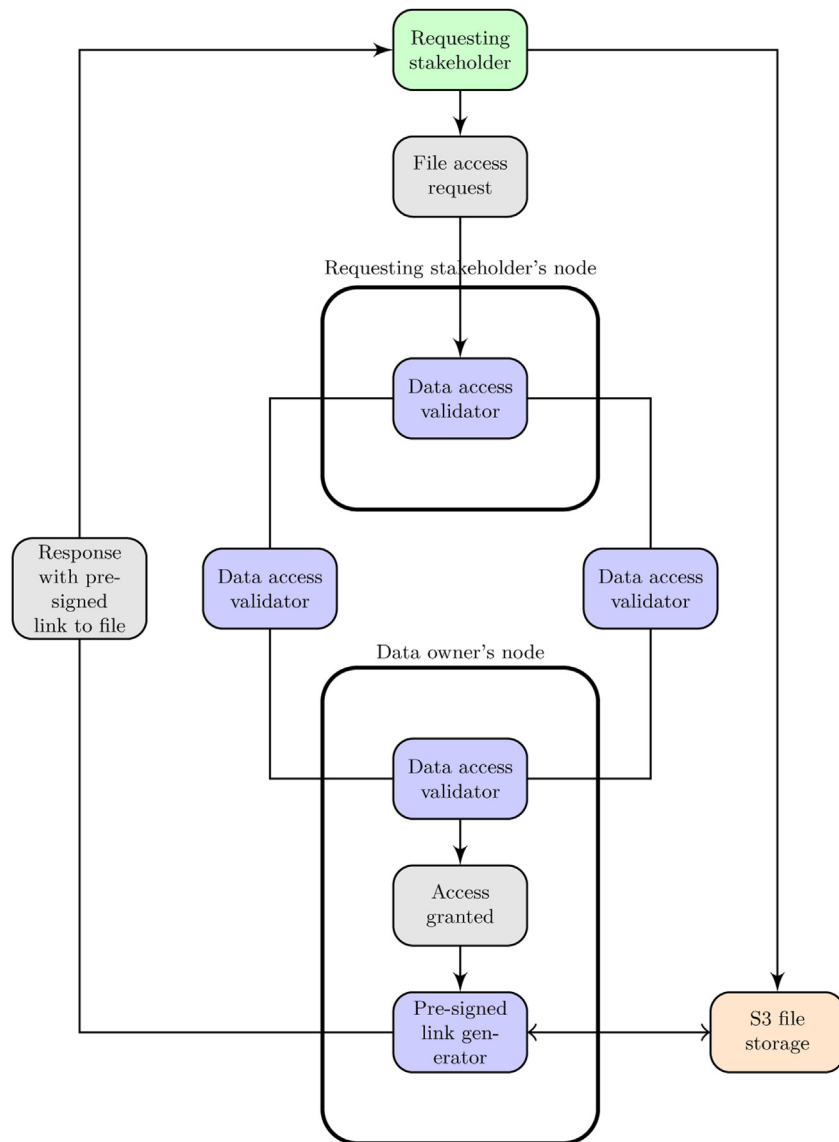 Requesting
stakeholder
File access
request
Requesting stakeholder's node
Data access
validator
Response
with pre-
signed
link to file
Data access
validator
Data access
validator
Data owner's node
Data access
validator
Access
granted
Pre-signed
link gen-
erator
S3 file
storage